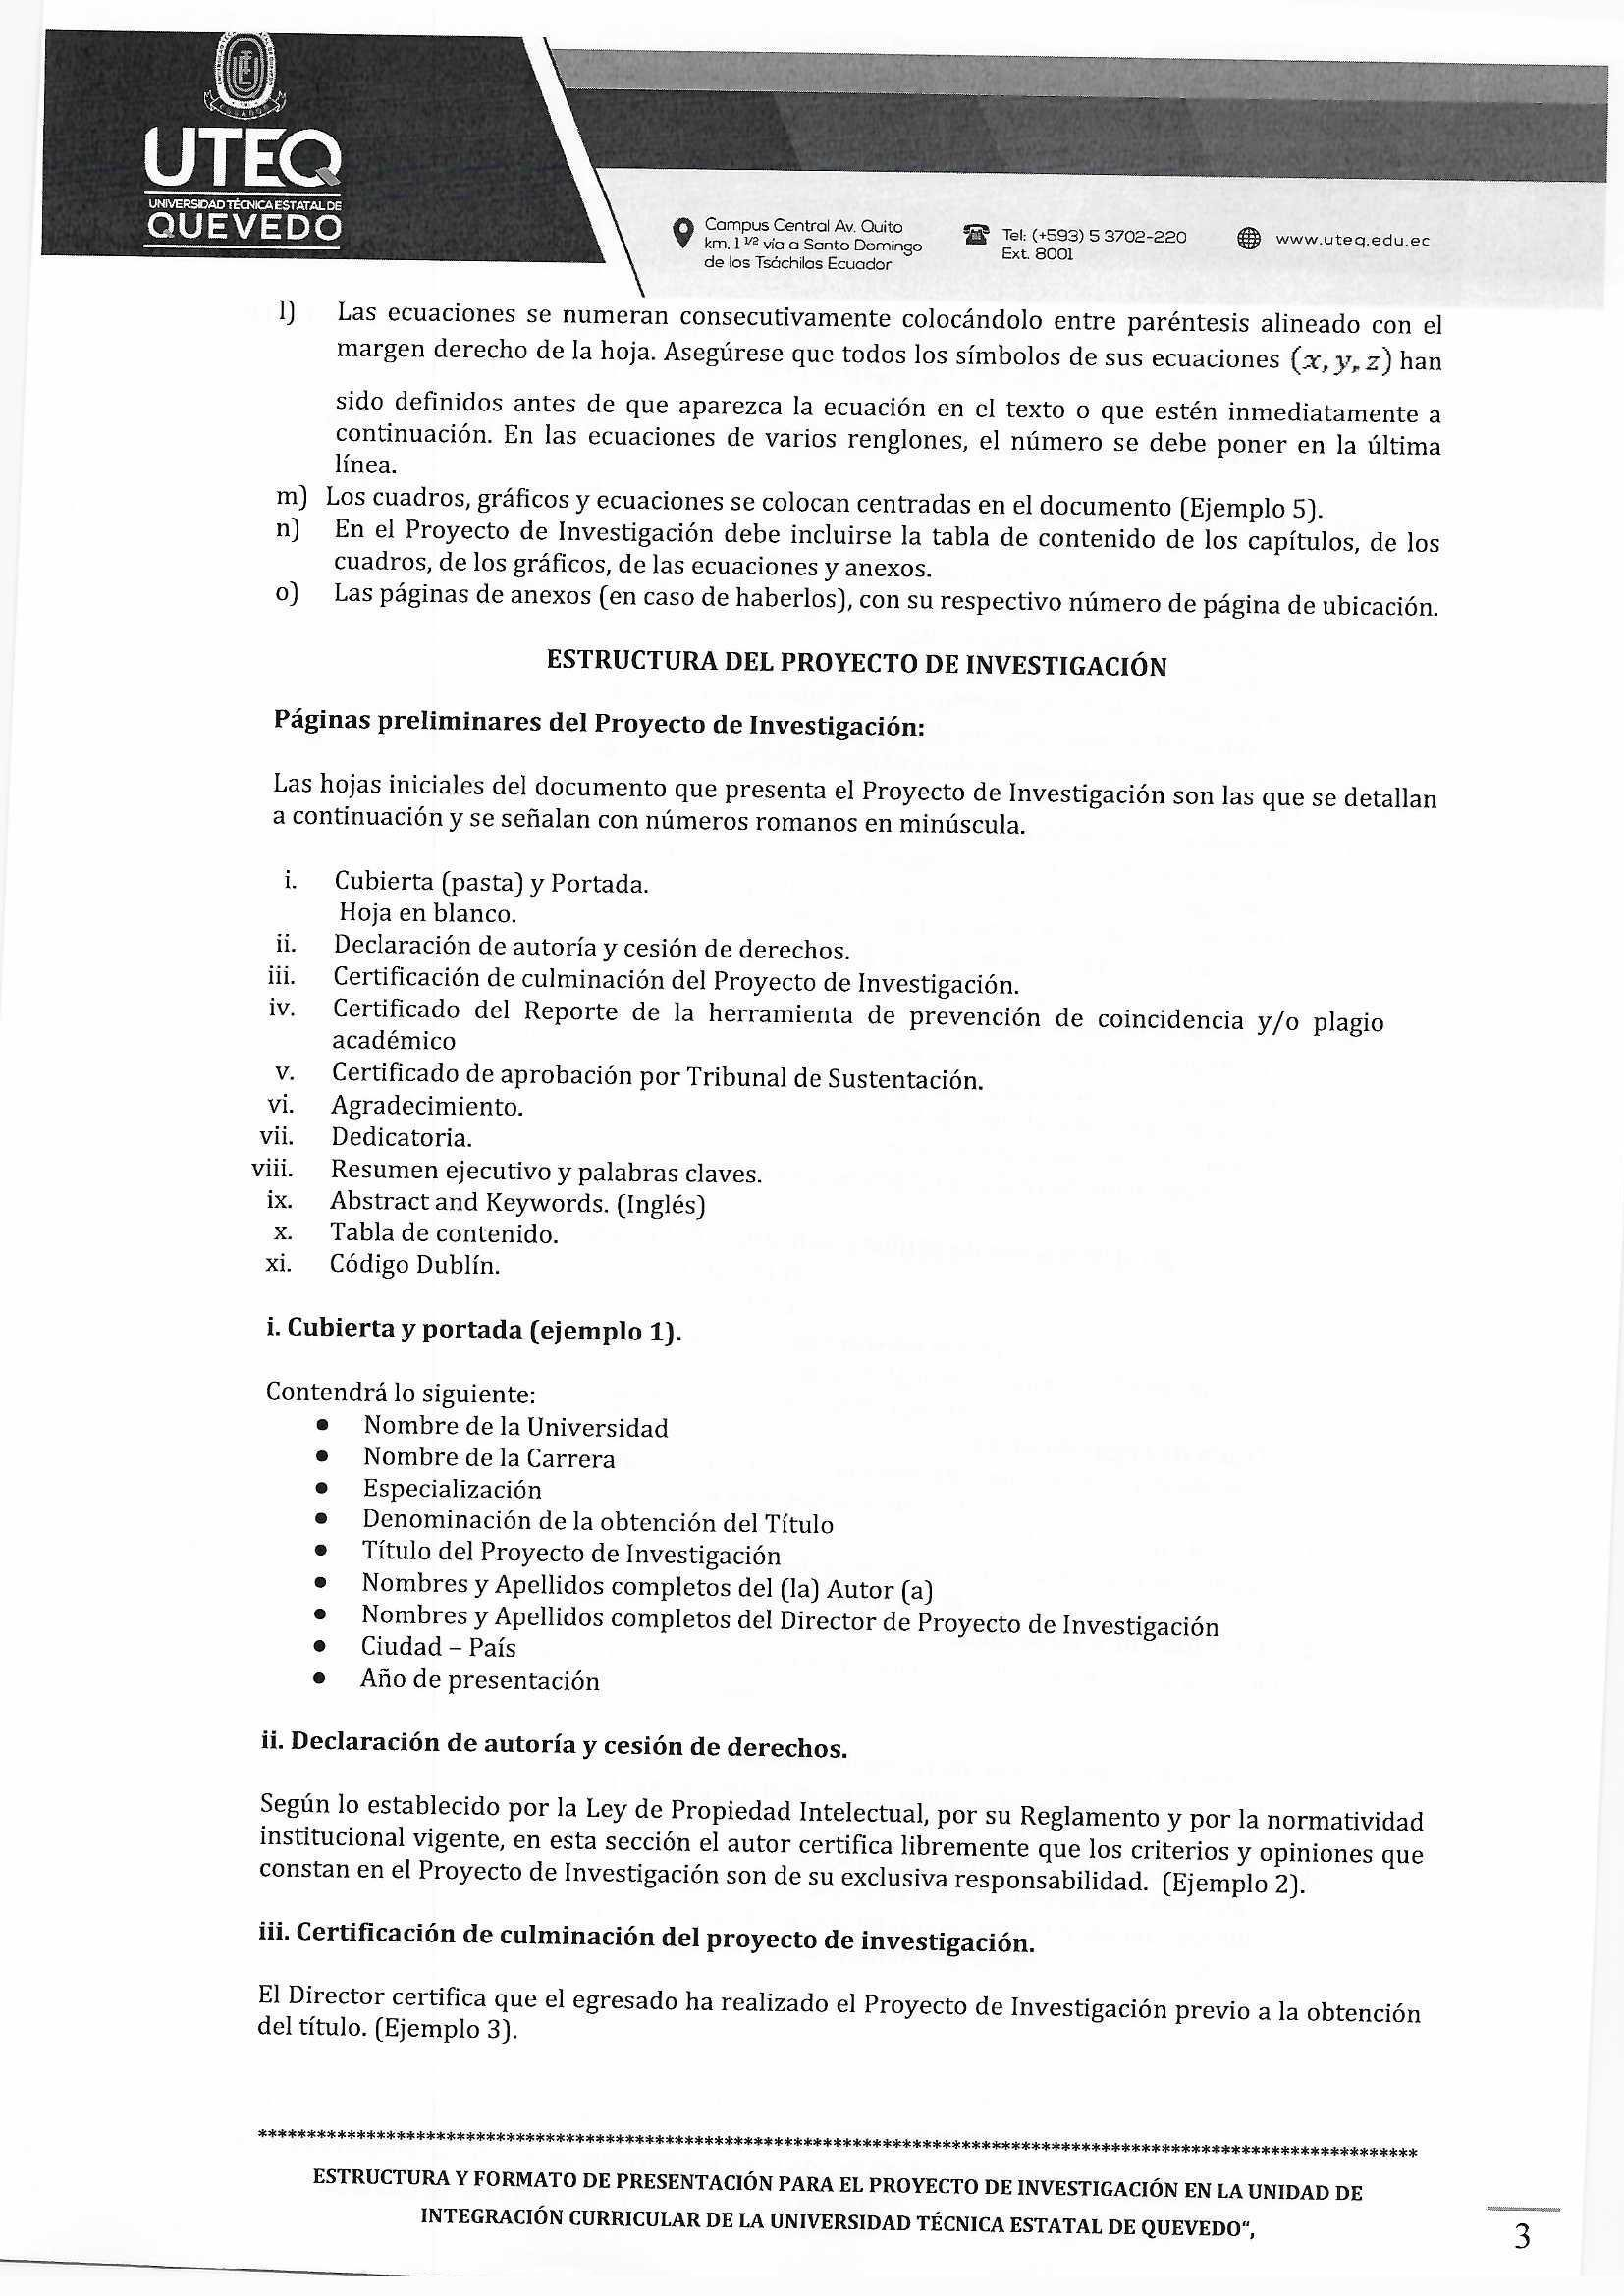 UTEQ
UNIVERSIDAD TÉCNICA ESTATAL DE
QUEVEDO
Campus Central Av. Quito
km. 1 1/2 vía a Santo Domingo
de los Tsáchilas Ecuador
Tel: (+593) 5 3702-220
Ext. 8001
www.uteq.edu.ec
l) Las ecuaciones se numeran consecutivamente colocándolo entre paréntesis alineado con el
margen derecho de la hoja. Asegúrese que todos los símbolos de sus ecuaciones (x, y, z) han
sido definidos antes de que aparezca la ecuación en el texto o que estén inmediatamente a
continuación. En las ecuaciones de varios renglones, el número se debe poner en la última
línea.
m) Los cuadros, gráficos y ecuaciones se colocan centradas en el documento (Ejemplo 5).
n) En el Proyecto de Investigación debe incluirse la tabla de contenido de los capítulos, de los
cuadros, de los gráficos, de las ecuaciones y anexos.
o) Las páginas de anexos (en caso de haberlos), con su respectivo número de página de ubicación.
ESTRUCTURA DEL PROYECTO DE INVESTIGACIÓN
Páginas preliminares del Proyecto de Investigación:
Las hojas iniciales del documento que presenta el Proyecto de Investigación son las que se detallan
a continuación y se señalan con números romanos en minúscula.
i. Cubierta (pasta) y Portada.
Hoja en blanco.
ii. Declaración de autoría y cesión de derechos.
iii. Certificación de culminación del Proyecto de Investigación.
iv. Certificado del Reporte de la herramienta de prevención de coincidencia y/o plagio
académico
v. Certificado de aprobación por Tribunal de Sustentación.
vi. Agradecimiento.
vii. Dedicatoria.
viii. Resumen ejecutivo y palabras claves.
ix. Abstract and Keywords. (Inglés)
x. Tabla de contenido.
xi. Código Dublín.
i. Cubierta y portada (ejemplo 1).
Contendrá lo siguiente:
• Nombre de la Universidad
• Nombre de la Carrera
• Especialización
• Denominación de la obtención del Título
• Título del Proyecto de Investigación
• Nombres y Apellidos completos del (la) Autor (a)
• Nombres y Apellidos completos del Director de Proyecto de Investigación
• Ciudad – País
• Año de presentación
ii. Declaración de autoría y cesión de derechos.
Según lo establecido por la Ley de Propiedad Intelectual, por su Reglamento y por la normatividad
institucional vigente, en esta sección el autor certifica libremente que los criterios y opiniones que
constan en el Proyecto de Investigación son de su exclusiva responsabilidad. (Ejemplo 2).
iii. Certificación de culminación del proyecto de investigación.
El Director certifica que el egresado ha realizado el Proyecto de Investigación previo a la obtención
del título. (Ejemplo 3).
********************************************************************************************************************
ESTRUCTURA Y FORMATO DE PRESENTACIÓN PARA EL PROYECTO DE INVESTIGACIÓN EN LA UNIDAD DE
INTEGRACIÓN CURRICULAR DE LA UNIVERSIDAD TÉCNICA ESTATAL DE QUEVEDO“,
3